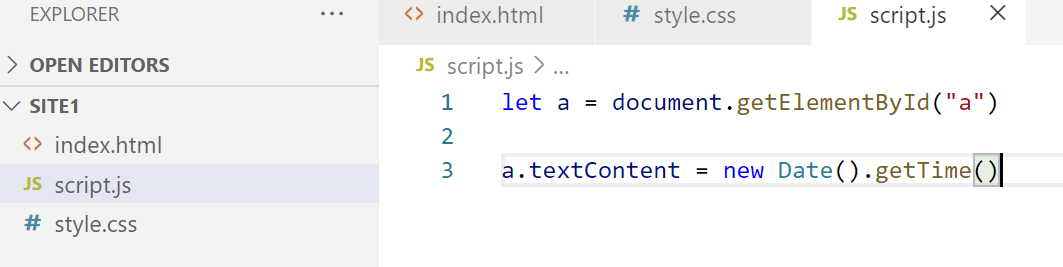 EXPLORER ...
OPEN EDITORS
SITE1
<> index.html
JS script.js
# style.css
<> index.html # style.css JS script.js
JS script.js > ...
1 let a = document.getElementById("a")
2
3 a.textContent = new Date().getTime()